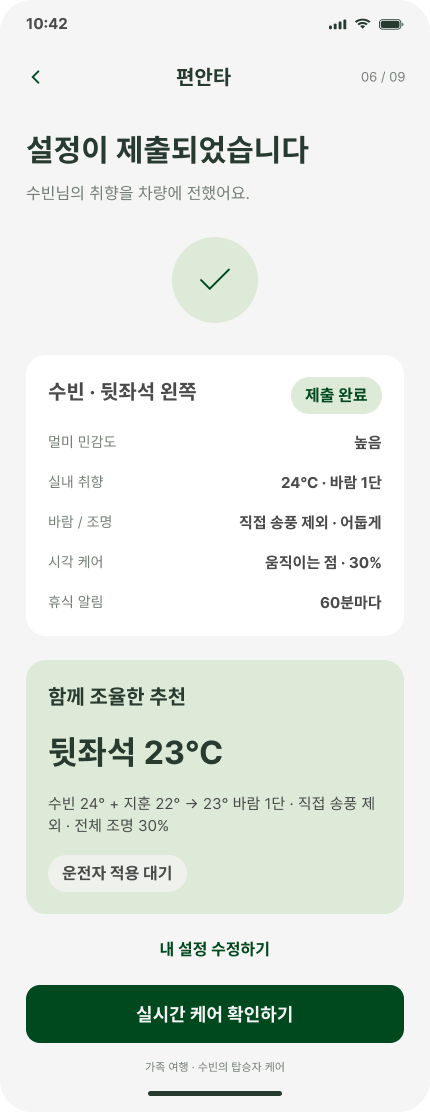 10:42
편안타
06 / 09
설정이 제출되었습니다
수빈님의 취향을 차량에 전했어요.
수빈 · 뒷좌석 왼쪽
제출 완료
멀미 민감도
높음
실내 취향
24°C · 바람 1단
바람 / 조명
직접 송풍 제외 · 어둡게
시각 케어
움직이는 점 · 30%
휴식 알림
60분마다
함께 조율한 추천
뒷좌석 23°C
수빈 24° + 지훈 22° → 23° 바람 1단 · 직접 송풍 제
외 · 전체 조명 30%
운전자 적용 대기
내 설정 수정하기
실시간 케어 확인하기
가족 여행 · 수빈의 탑승자 케어